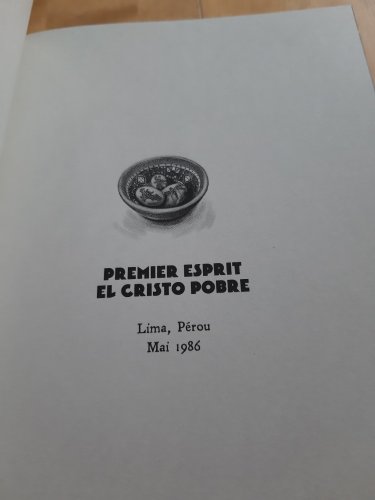 PREMIER ESPRIT
EL CRISTO POBRE
Lima, Pérou
Mai 1986